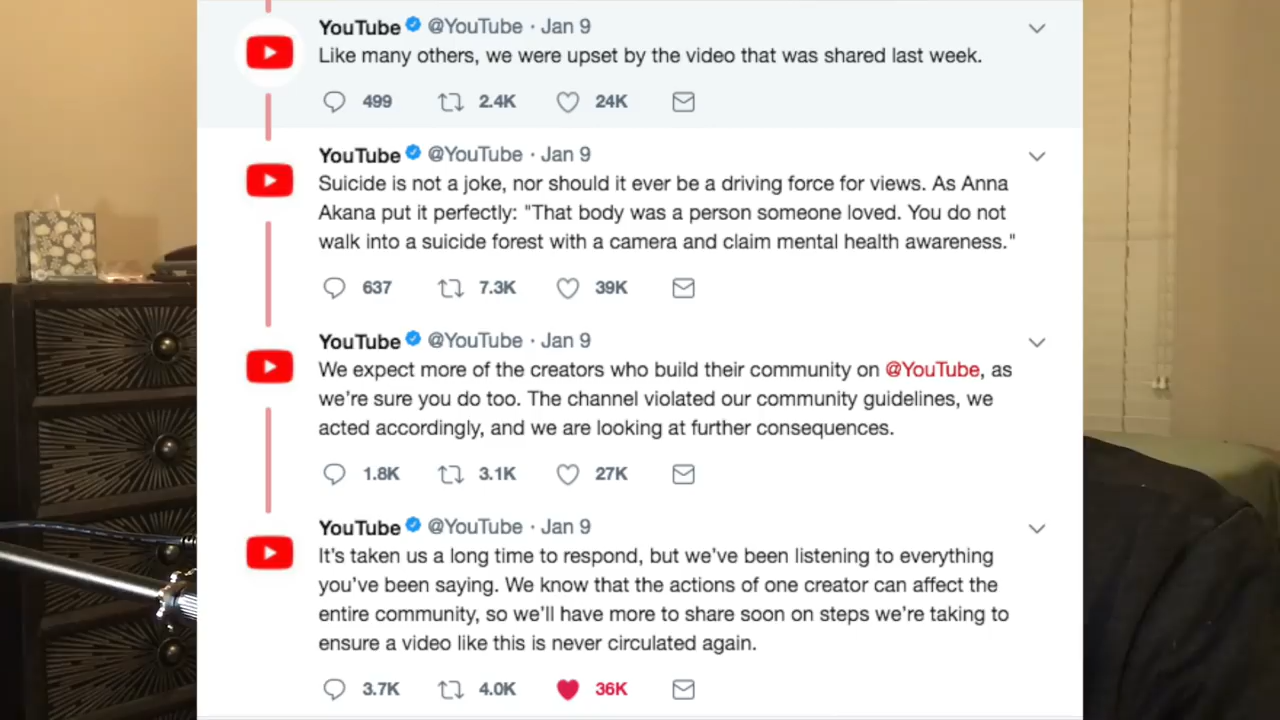 YouTube @YouTube · Jan 9
Like many others, we were upset by the video that was shared last week.
499 2.4K 24K
YouTube @YouTube · Jan 9
Suicide is not a joke, nor should it ever be a driving force for views. As Anna
Akana put it perfectly: "That body was a person someone loved. You do not
walk into a suicide forest with a camera and claim mental health awareness."
637 7.3K 39K
YouTube @YouTube · Jan 9
We expect more of the creators who build their community on @YouTube, as
we're sure you do too. The channel violated our community guidelines, we
acted accordingly, and we are looking at further consequences.
1.8K 3.1K 27K
YouTube @YouTube · Jan 9
It's taken us a long time to respond, but we've been listening to everything
you've been saying. We know that the actions of one creator can affect the
entire community, so we'll have more to share soon on steps we're taking to
ensure a video like this is never circulated again.
3.7K 4.0K 36K